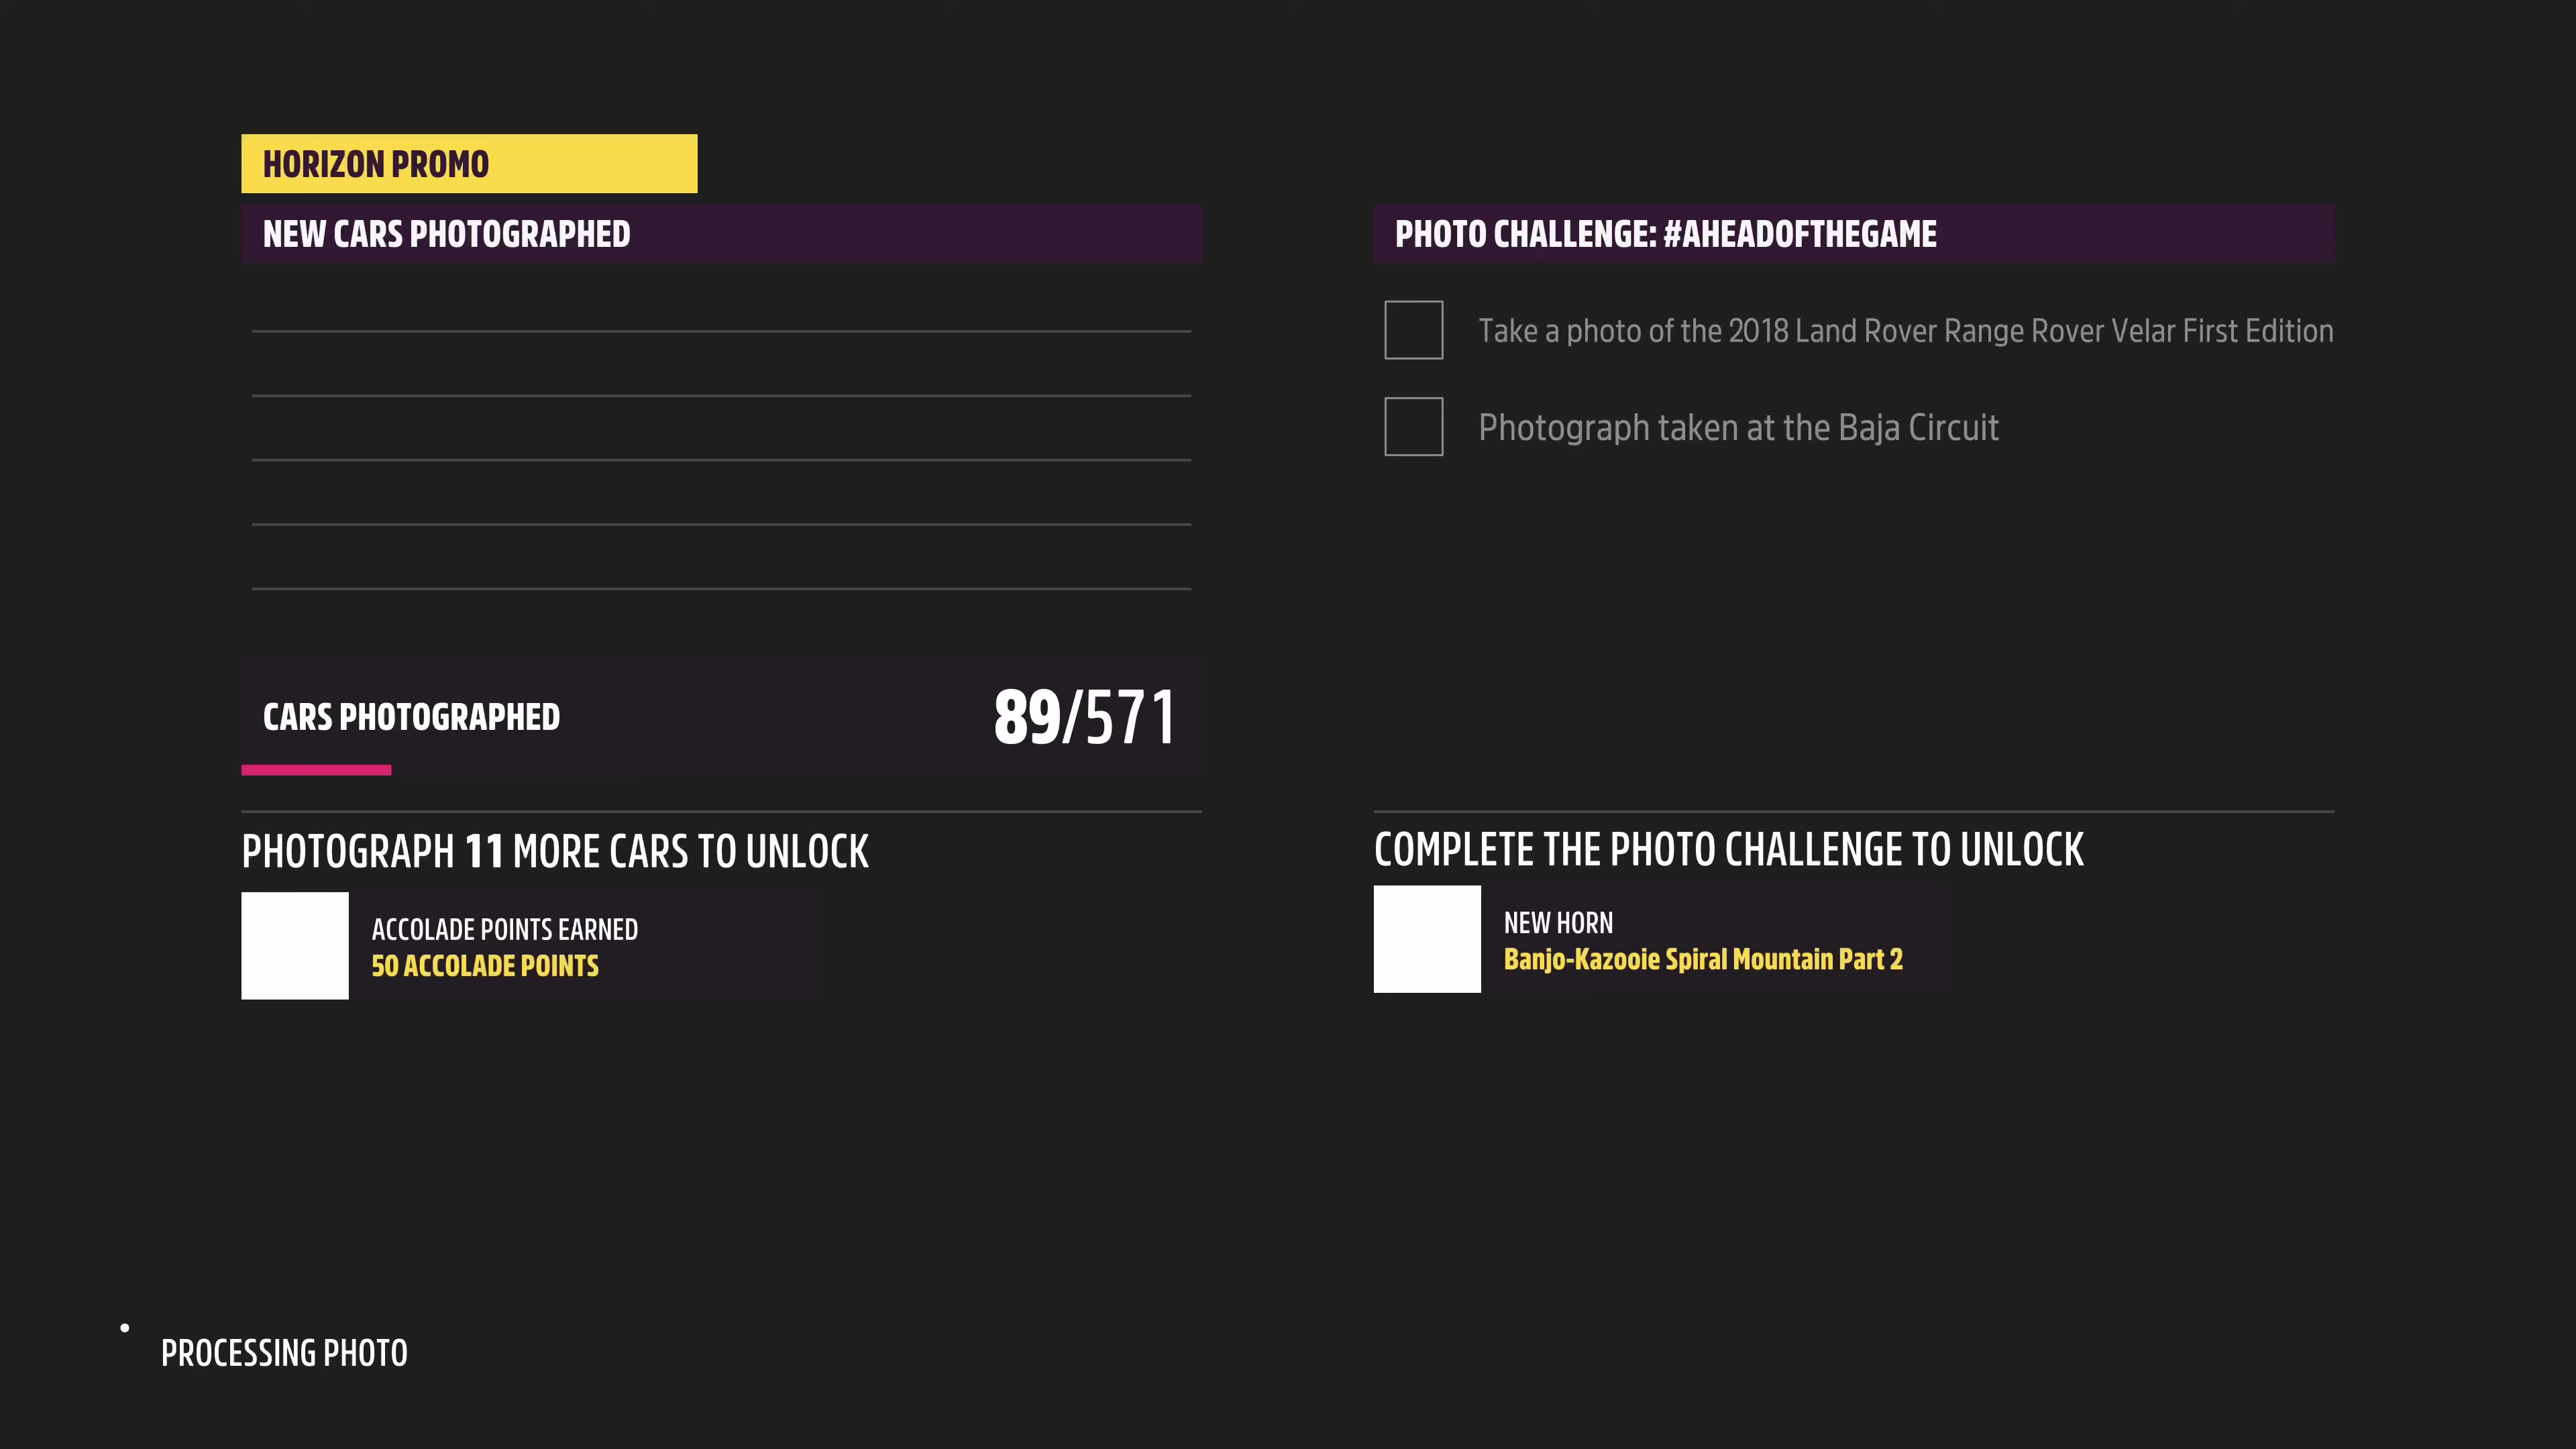 HORIZON PROMO
NEW CARS PHOTOGRAPHED
CARS PHOTOGRAPHED
89/571
PHOTOGRAPH 11 MORE CARS TO UNLOCK
ACCOLADE POINTS EARNED
50 ACCOLADE POINTS
PHOTO CHALLENGE: #AHEADOFTHEGAME
Take a photo of the 2018 Land Rover Range Rover Velar First Edition
Photograph taken at the Baja Circuit
COMPLETE THE PHOTO CHALLENGE TO UNLOCK
NEW HORN
Banjo-Kazooie Spiral Mountain Part 2
PROCESSING PHOTO